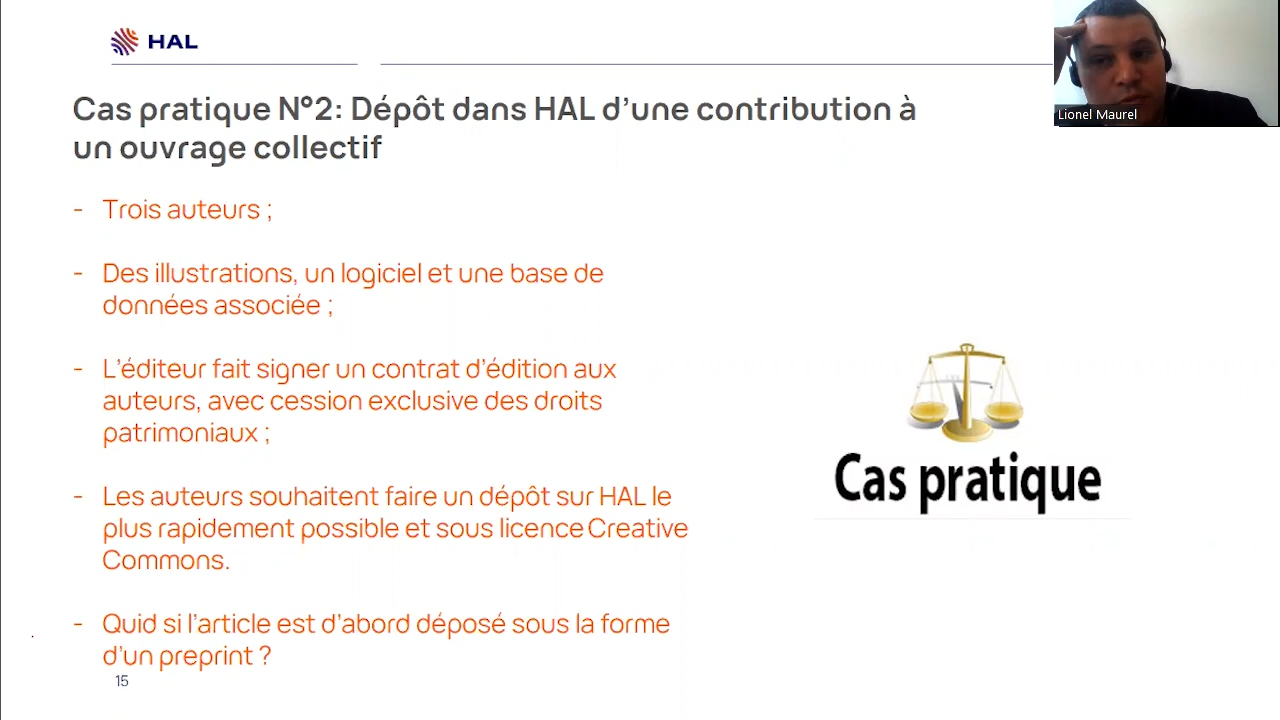 HAL
Lionel Maurel
Cas pratique N°2: Dépôt dans HAL d’une contribution à
un ouvrage collectif
- Trois auteurs ;
- Des illustrations, un logiciel et une base de
données associée ;
- L’éditeur fait signer un contrat d’édition aux
auteurs, avec cession exclusive des droits
patrimoniaux ;
- Les auteurs souhaitent faire un dépôt sur HAL le
plus rapidement possible et sous licence Creative
Commons.
- Quid si l’article est d’abord déposé sous la forme
d’un preprint ?
Cas pratique
15